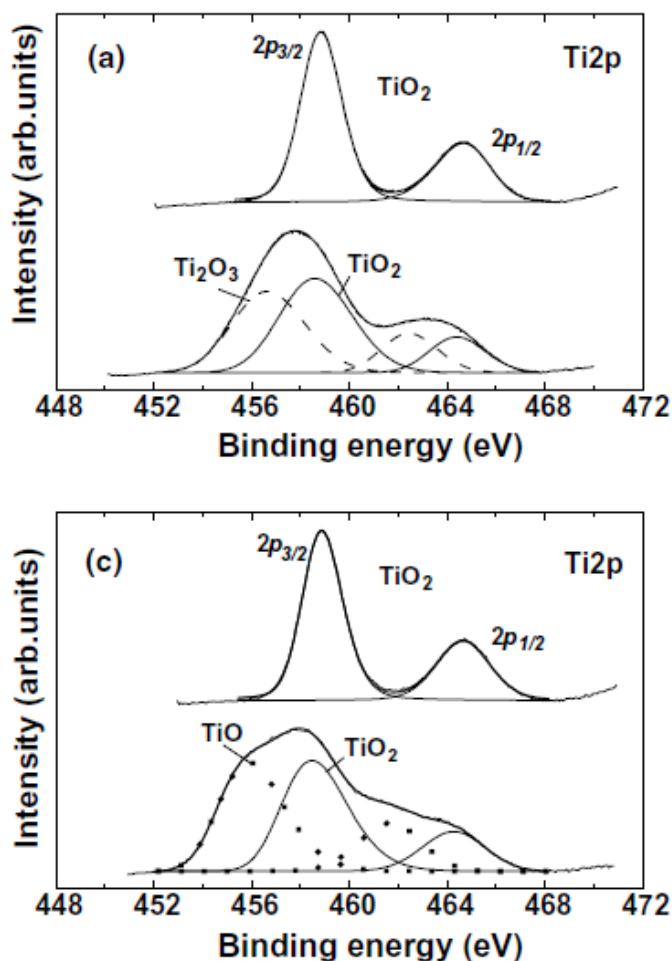 (a)
2p3/2
TiO2
Ti2p
2p1/2
Ti2O3
TiO2
Intensity (arb.units)
448 452 456 460 464 468 472
Binding energy (eV)
(c)
2p3/2
TiO2
Ti2p
2p1/2
TiO
TiO2
Intensity (arb.units)
448 452 456 460 464 468 472
Binding energy (eV)